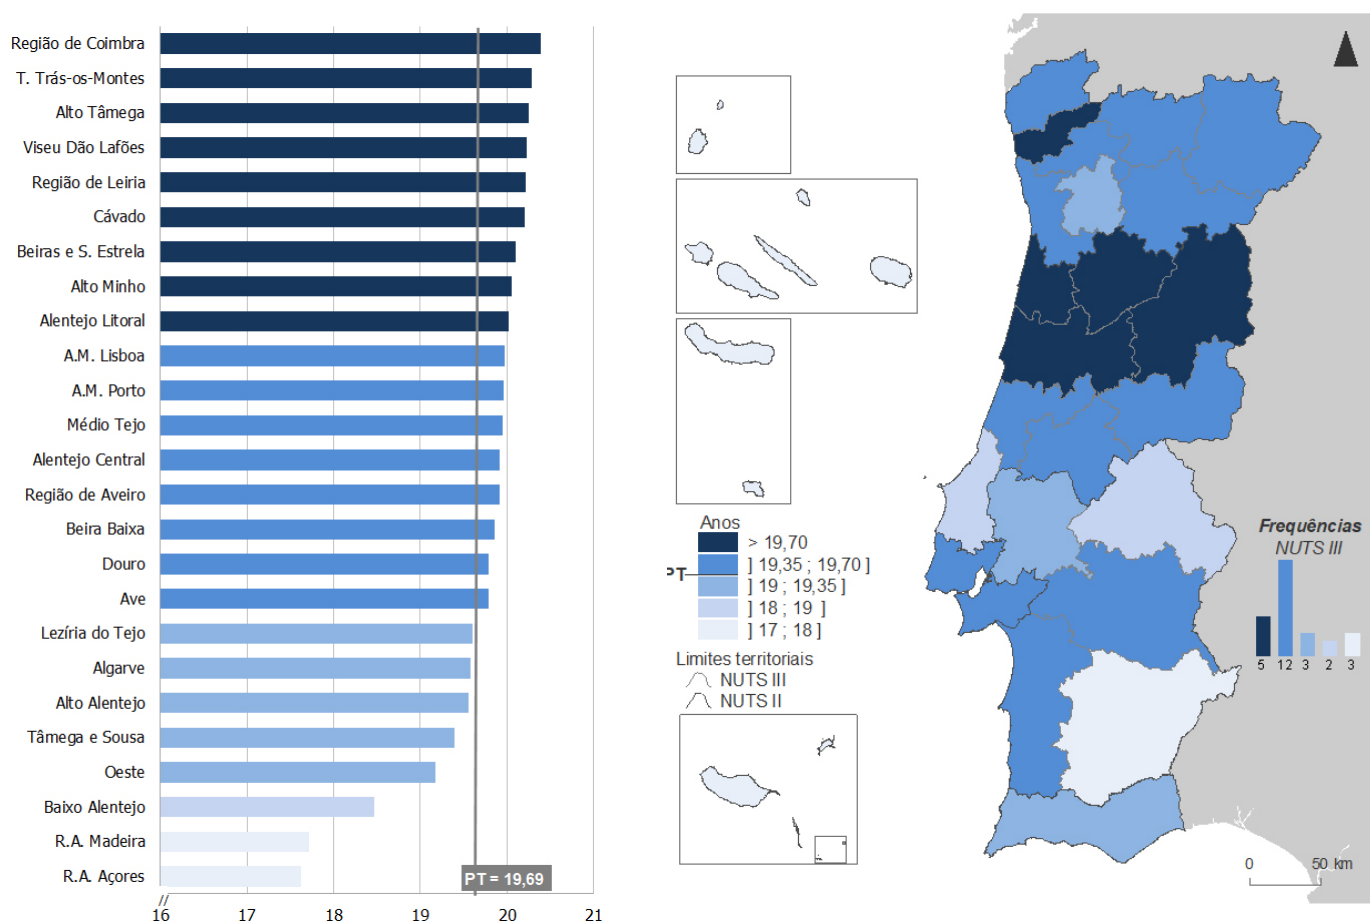 Região de Coimbra
T. Trás-os-Montes
Alto Tâmega
Viseu Dão Lafões
Região de Leiria
Cávado
Beiras e S. Estrela
Alto Minho
Alentejo Litoral
A.M. Lisboa
A.M. Porto
Médio Tejo
Alentejo Central
Região de Aveiro
Beira Baixa
Douro
Ave
Lezíria do Tejo
Algarve
Alto Alentejo
Tâmega e Sousa
Oeste
Baixo Alentejo
R.A. Madeira
R.A. Açores
PT = 19,69
//
16 17 18 19 20 21
Anos
> 19,70
] 19,35 ; 19,70 ]
PT
] 19 ; 19,35 ]
] 18 ; 19 ]
] 17 ; 18 ]
Limites territoriais
NUTS III
NUTS II
Frequências
NUTS III
5 12 3 2 3
0 50 km